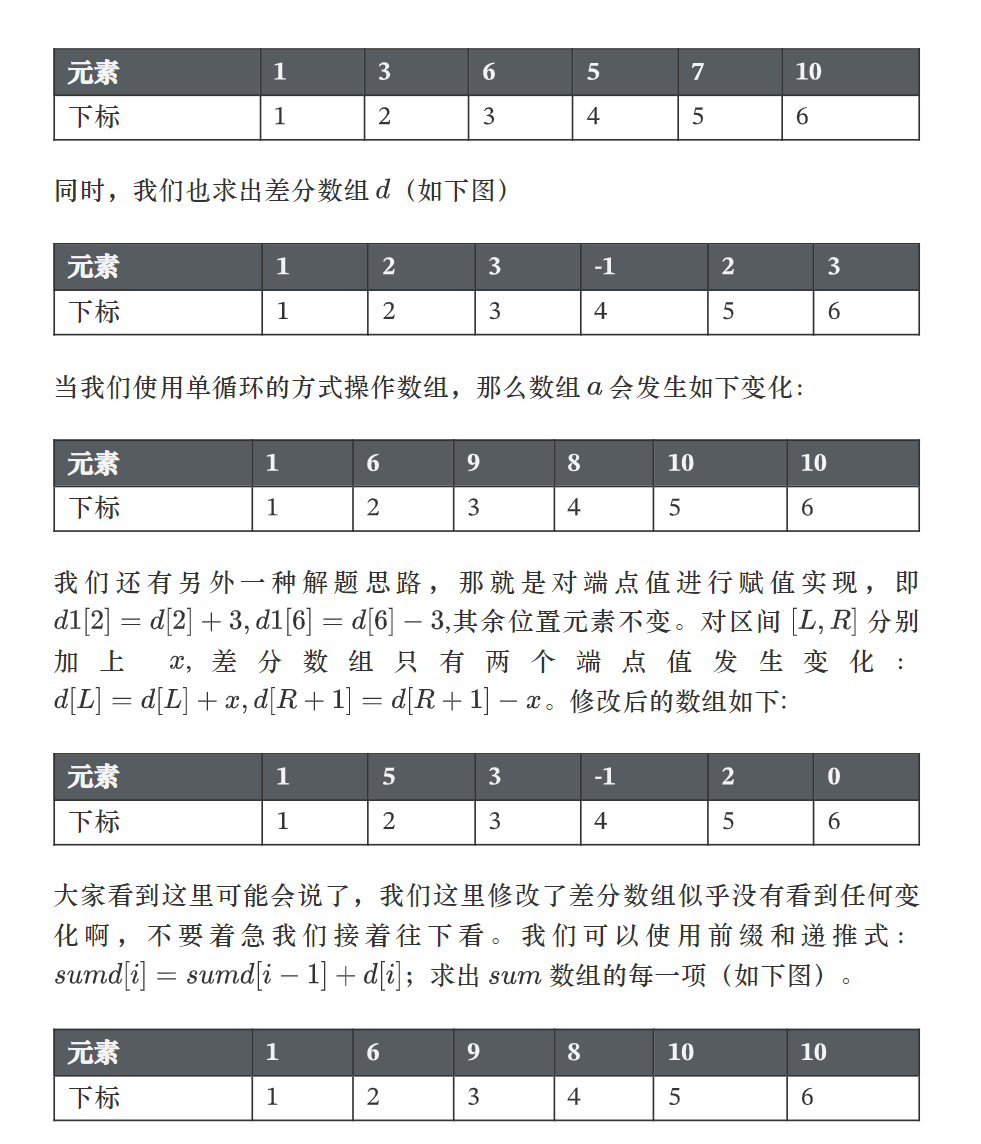 元素 1 3 6 5 7 10
下标 1 2 3 4 5 6
同时，我们也求出差分数组 d（如下图）
元素 1 2 3 -1 2 3
下标 1 2 3 4 5 6
当我们使用单循环的方式操作数组，那么数组 a 会发生如下变化：
元素 1 6 9 8 10 10
下标 1 2 3 4 5 6
我们还有另外一种解题思路，那就是对端点值进行赋值实现，即
d1[2] = d[2] + 3, d1[6] = d[6] − 3,其余位置元素不变。对区间 [L, R] 分别
加上 x, 差分数组只有两个端点值发生变化：
d[L] = d[L] + x, d[R + 1] = d[R + 1] − x。修改后的数组如下:
元素 1 5 3 -1 2 0
下标 1 2 3 4 5 6
大家看到这里可能会说了，我们这里修改了差分数组似乎没有看到任何变
化啊，不要着急我们接着往下看。我们可以使用前缀和递推式：
sumd[i] = sumd[i − 1] + d[i]；求出 sum 数组的每一项（如下图）。
元素 1 6 9 8 10 10
下标 1 2 3 4 5 6